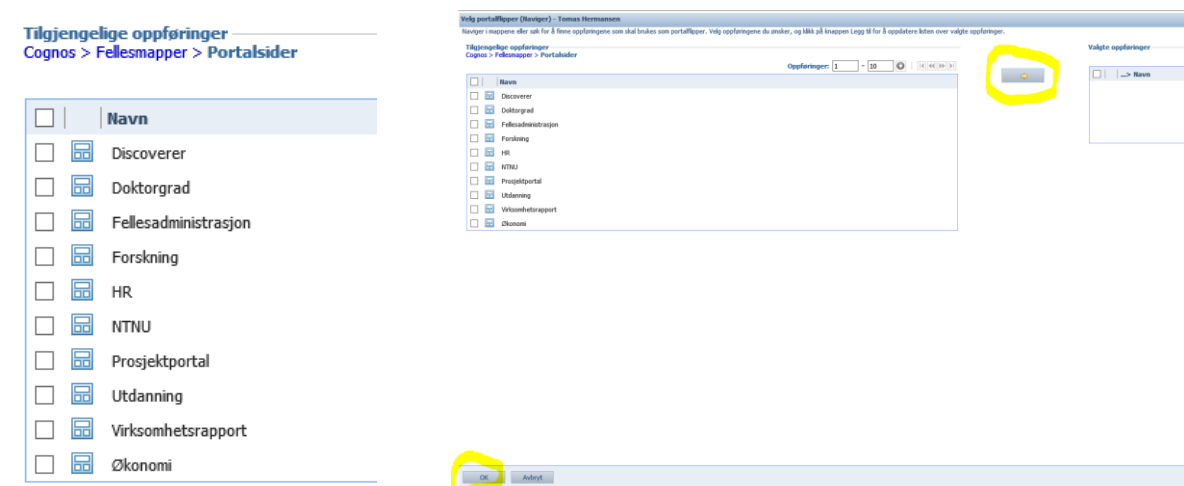 Tilgjengelige oppføringer
Cognos > Fellesmapper > Portalsider
Navn
Discoverer
Doktorgrad
Fellesadministrasjon
Forskning
HR
NTNU
Prosjektportal
Utdanning
Virksomhetsrapport
Økonomi
Velg portalflipper (Naviger) - Tomas Hermansen
Naviger i mappene eller søk for å finne oppføringene som skal brukes som portalflipper. Velg oppføringene du ønsker, og klikk på knappen Legg til for å oppdatere listen over valgte oppføringer.
Tilgjengelige oppføringer
Cognos > Fellesmapper > Portalsider
Oppføringer: 1 - 10
Navn
Discoverer
Doktorgrad
Fellesadministrasjon
Forskning
HR
NTNU
Prosjektportal
Utdanning
Virksomhetsrapport
Økonomi
Valgte oppføringer
...> Navn
OK Avbryt